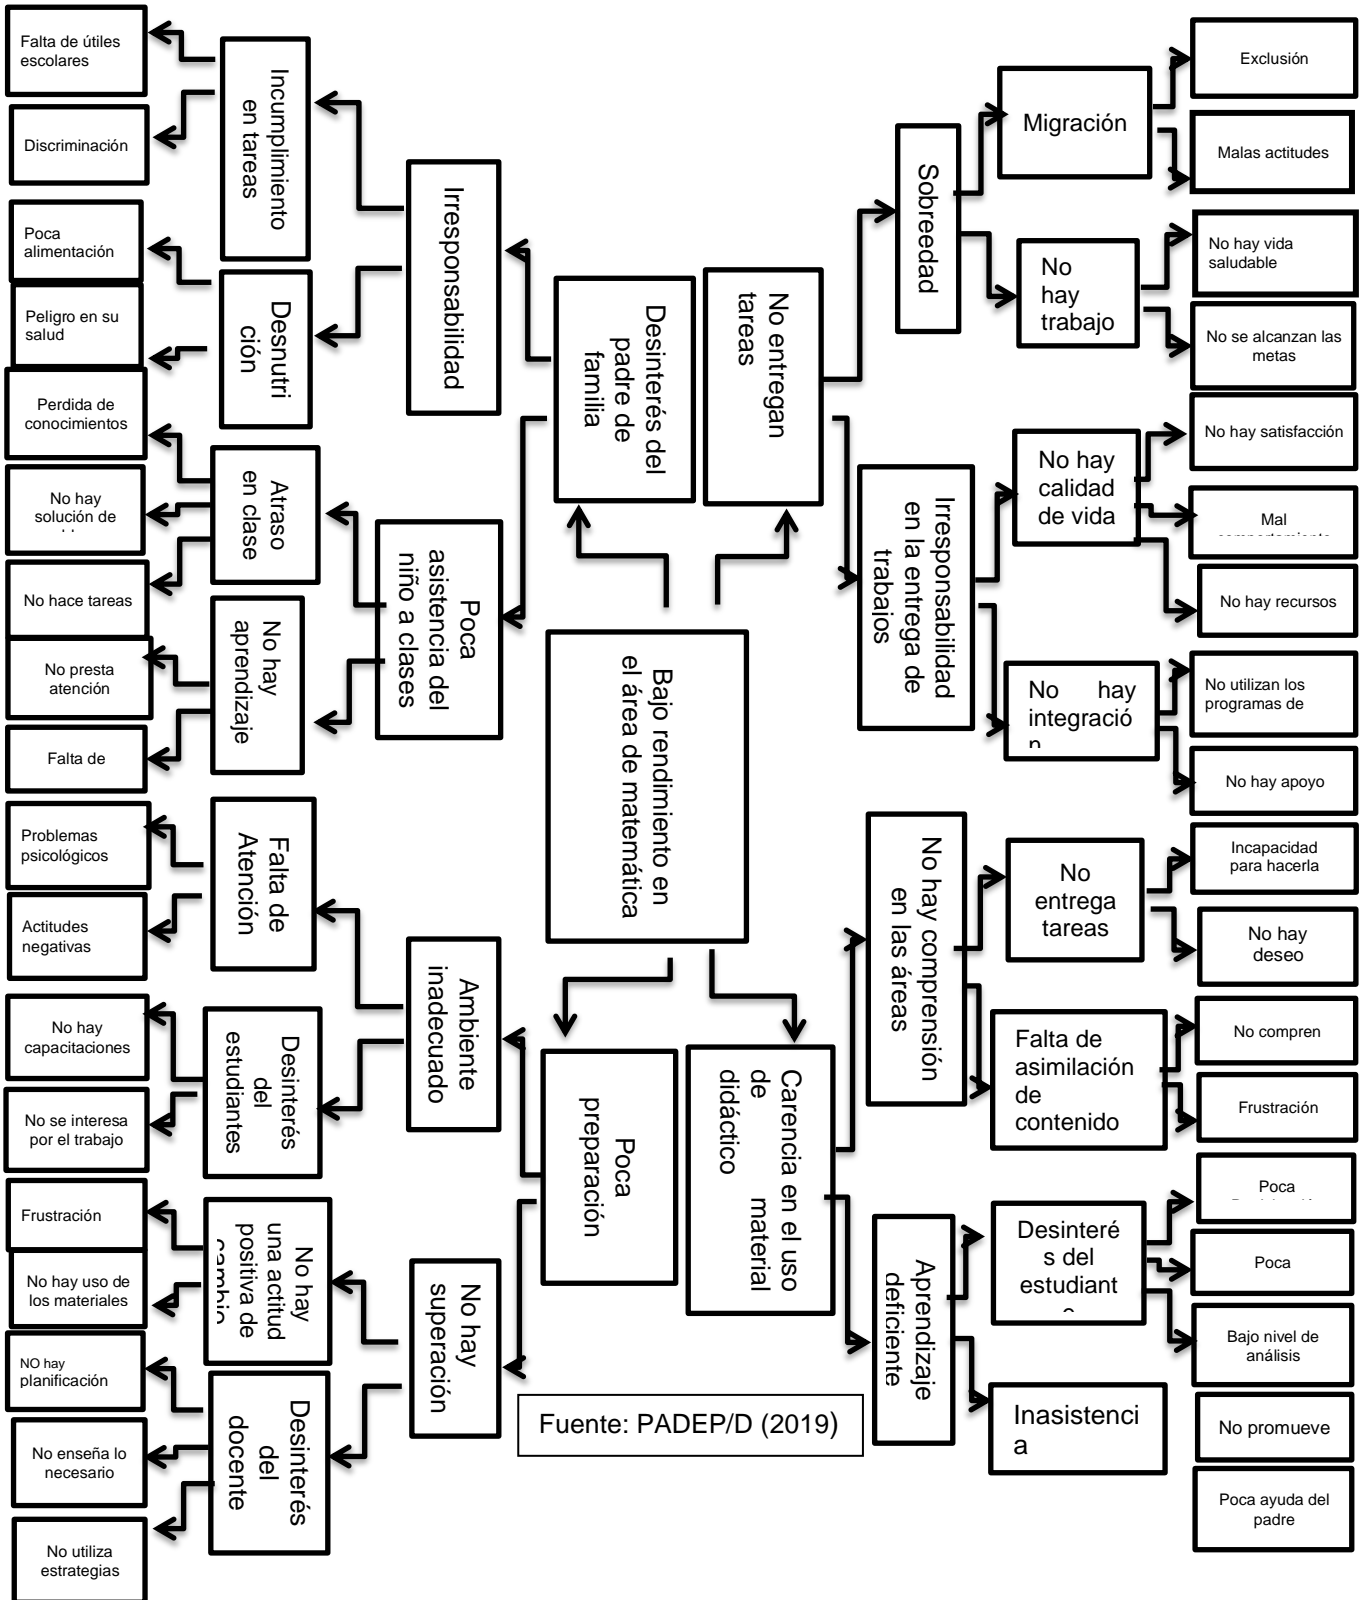 Falta de útiles
escolares
Discriminación
Poca
alimentación
Peligro en su
salud
Perdida de
conocimientos
No hay
solución de
No hace tareas
No presta
atención
Falta de
Problemas
psicológicos
Actitudes
negativas
No hay
capacitaciones
No se interesa
por el trabajo
Frustración
No hay uso de
los materiales
NO hay
planificación
No enseña lo
necesario
No utiliza
estrategias
Incumplimiento
en tareas
Desnutri
ción
Atraso
en clase
No hay
aprendizaje
Falta de
Atención
Desinterés
del
estudiantes
No hay
una actitud
positiva de
cambio
Desinterés
del
docente
Irresponsabilidad
Poca
asistencia del
niño a clases
Ambiente
inadecuado
No hay
superación
Desinterés del
padre de
familia
Poca
preparación
Bajo rendimiento en
el área de matemática
No entregan
tareas
Carencia en el uso
de material
didáctico
Fuente: PADEP/D (2019)
Sobreedad
Irresponsabilidad
en la entrega de
trabajos
No hay comprensión
en las áreas
Aprendizaje
deficiente
Migración
No
hay
trabajo
No hay
calidad
de vida
No hay
integració
n
No
entrega
tareas
Falta de
asimilación
de
contenido
Desinteré
s del
estudiant
e
Inasistenci
a
Exclusión
Malas actitudes
No hay vida
saludable
No se alcanzan las
metas
No hay satisfacción
Mal
comportamiento
No hay recursos
No utilizan los
programas de
No hay apoyo
Incapacidad
para hacerla
No hay
deseo
No compren
Frustración
Poca
Poca
Bajo nivel de
análisis
No promueve
Poca ayuda del
padre